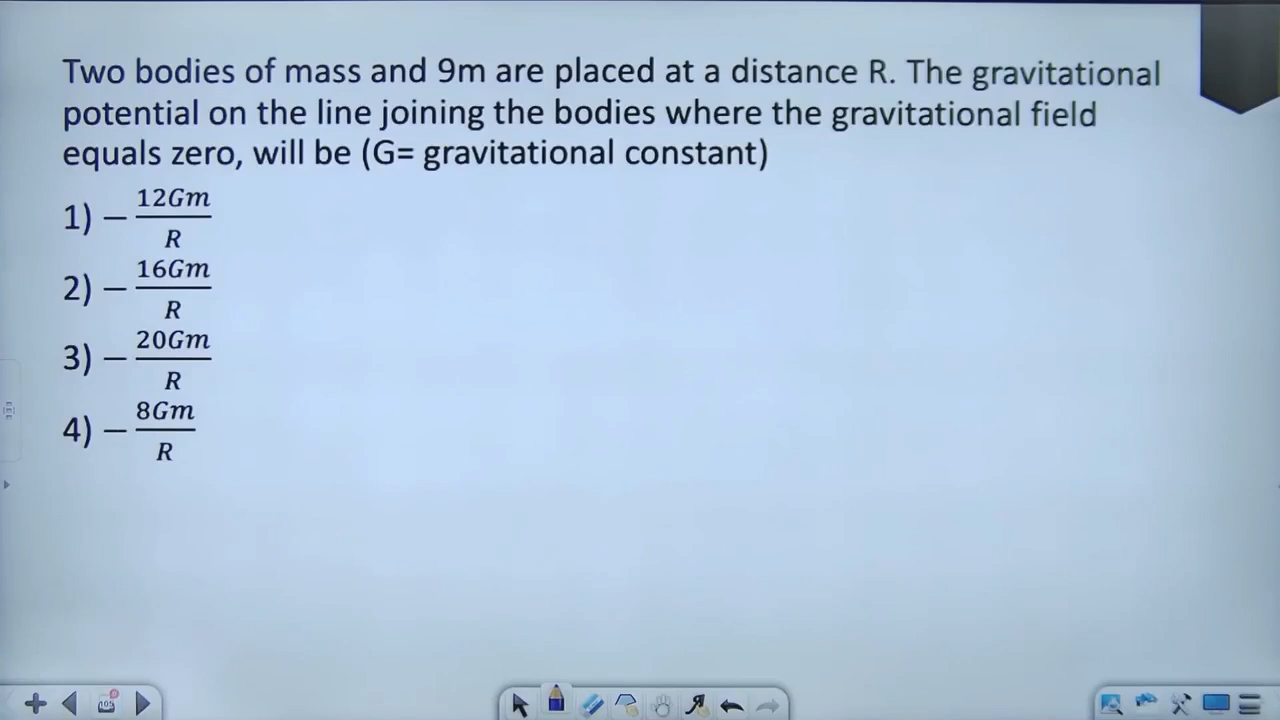 Two bodies of mass and 9m are placed at a distance R. The gravitational
potential on the line joining the bodies where the gravitational field
equals zero, will be (G= gravitational constant)
1) − 12Gm/R
2) − 16Gm/R
3) − 20Gm/R
4) − 8Gm/R
105